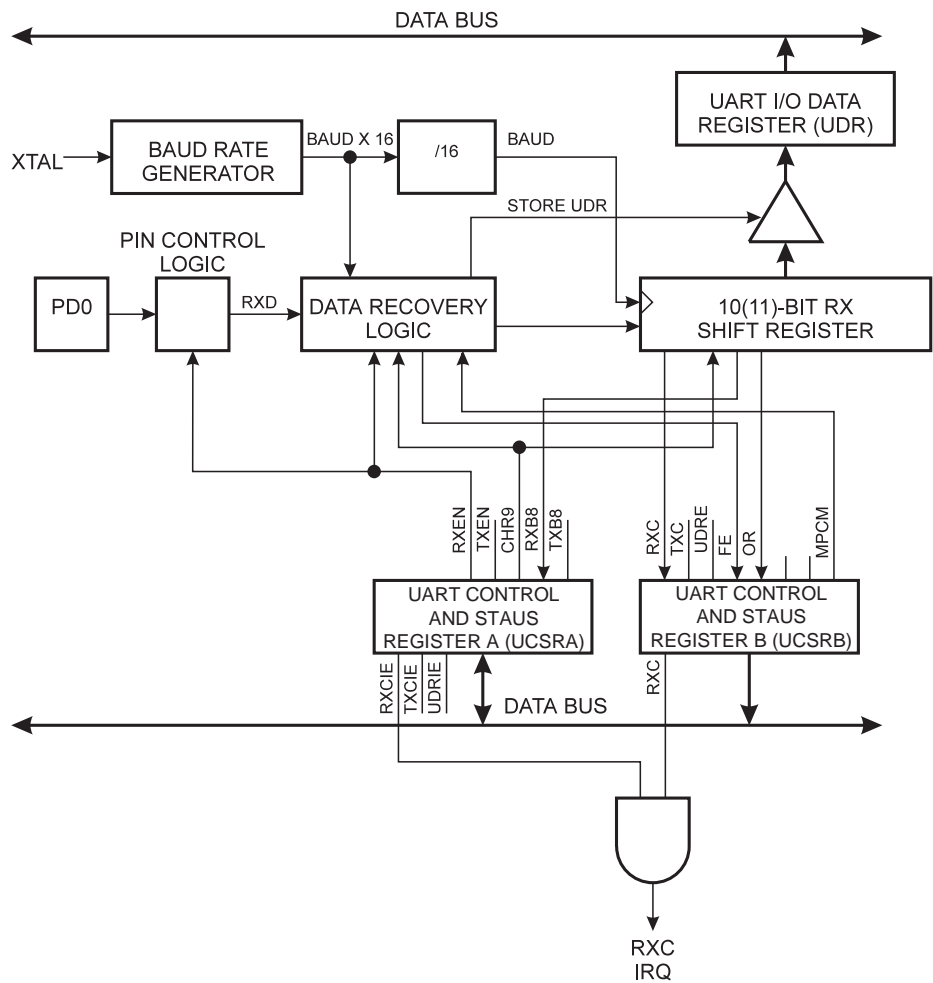 DATA BUS
UART I/O DATA
REGISTER (UDR)
XTAL
BAUD RATE
GENERATOR
BAUD X 16
/16
BAUD
STORE UDR
PIN CONTROL
LOGIC
PD0
RXD
DATA RECOVERY
LOGIC
10(11)-BIT RX
SHIFT REGISTER
RXEN
TXEN
CHR9
RXB8
TXB8
RXC
TXC
UDRE
FE
OR
MPCM
UART CONTROL
AND STAUS
REGISTER A (UCSRA)
UART CONTROL
AND STAUS
REGISTER B (UCSRB)
RXCIE
TXCIE
UDRIE
RXC
DATA BUS
RXC
IRQ